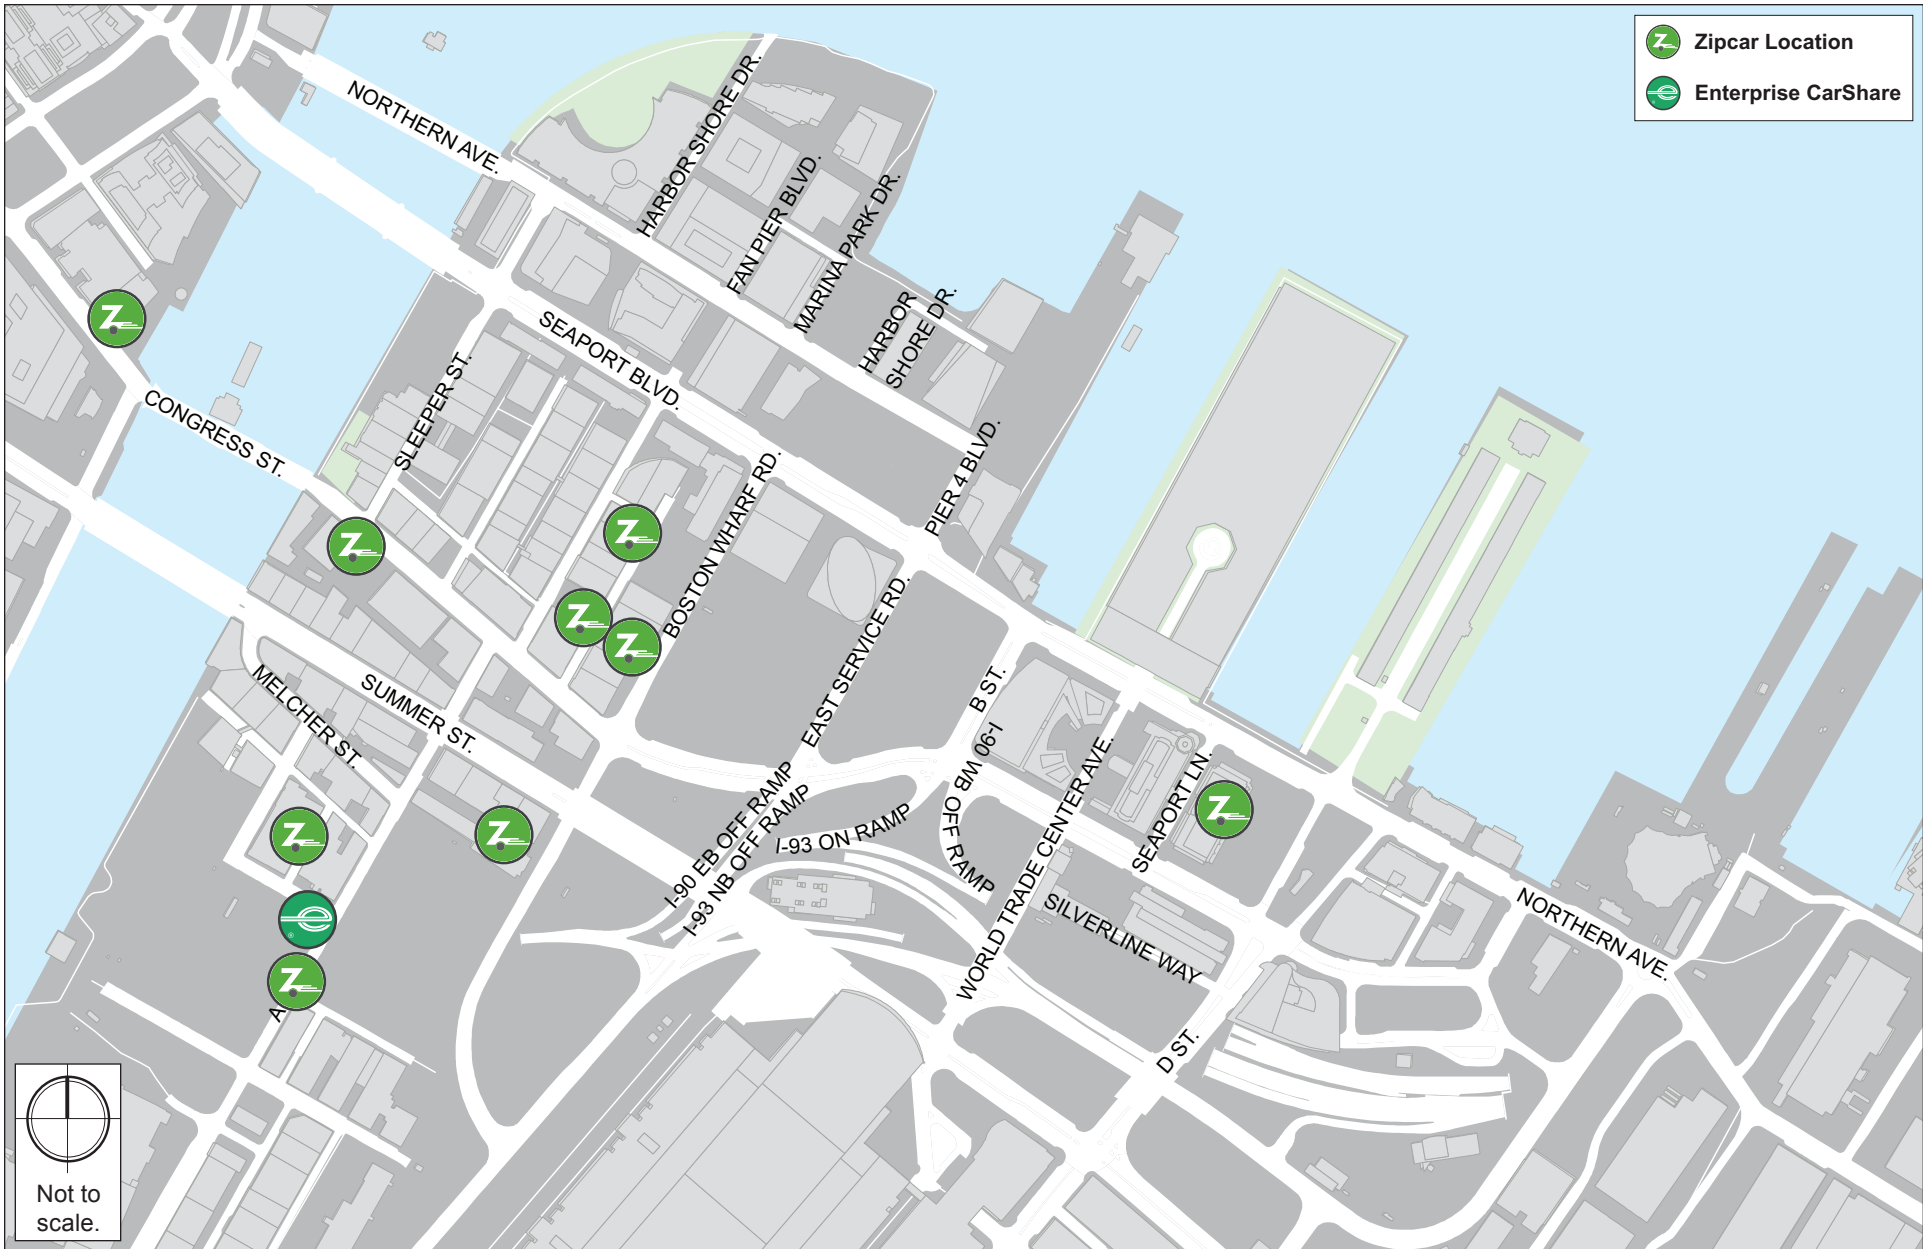 Zipcar Location
Enterprise CarShare
NORTHERN AVE.
HARBOR SHORE DR.
FAN PIER BLVD.
MARINA PARK DR.
HARBOR
SHORE DR.
SEAPORT BLVD.
SLEEPER ST.
CONGRESS ST.
PIER 4 BLVD.
BOSTON WHARF RD.
EAST SERVICE RD.
B ST.
MELCHER ST.
SUMMER ST.
I-90 WB OFF RAMP
WORLD TRADE CENTER AVE.
SEAPORT LN.
I-90 EB OFF RAMP
I-93 NB OFF RAMP
I-93 ON RAMP
SILVERLINE WAY
NORTHERN AVE.
D ST.
A
Not to
scale.